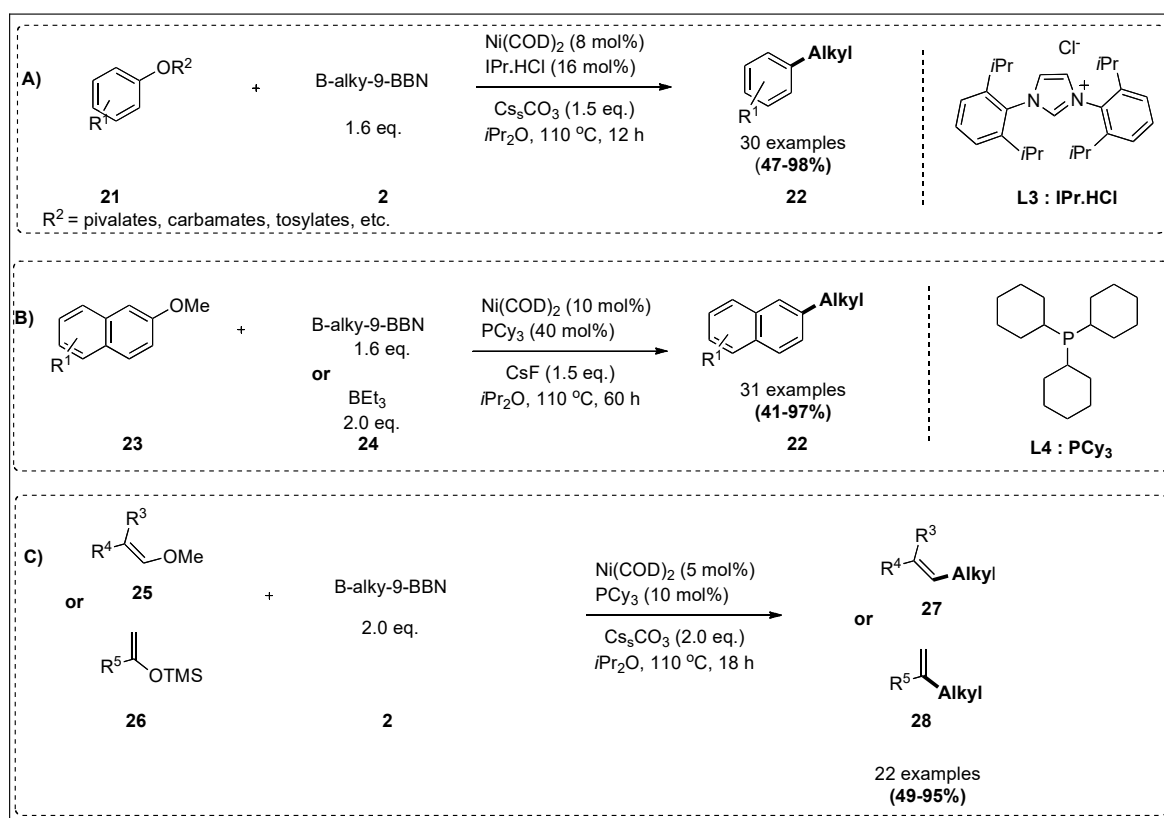 A)
OR²
R¹
21
R² = pivalates, carbamates, tosylates, etc.
+
B-alky-9-BBN
1.6 eq.
2
Ni(COD)₂ (8 mol%)
IPr.HCl (16 mol%)
CsₛCO₃ (1.5 eq.)
iPr₂O, 110 °C, 12 h
Alkyl
R¹
30 examples
(47-98%)
22
Cl⁻
iPr
iPr
N
N
+
iPr
iPr
L3 : IPr.HCl
B)
OMe
R¹
23
+
B-alky-9-BBN
1.6 eq.
or
BEt₃
2.0 eq.
24
Ni(COD)₂ (10 mol%)
PCy₃ (40 mol%)
CsF (1.5 eq.)
iPr₂O, 110 °C, 60 h
Alkyl
R¹
31 examples
(41-97%)
22
P
L4 : PCy₃
C)
R³
R⁴
OMe
25
or
R⁵
OTMS
26
+
B-alky-9-BBN
2.0 eq.
2
Ni(COD)₂ (5 mol%)
PCy₃ (10 mol%)
CsₛCO₃ (2.0 eq.)
iPr₂O, 110 °C, 18 h
R³
R⁴
Alkyl
27
or
R⁵
Alkyl
28
22 examples
(49-95%)